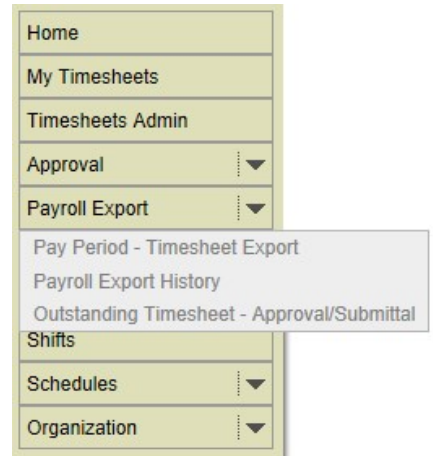 Home
My Timesheets
Timesheets Admin
Approval
Payroll Export
Pay Period - Timesheet Export
Payroll Export History
Outstanding Timesheet - Approval/Submittal
Shifts
Schedules
Organization